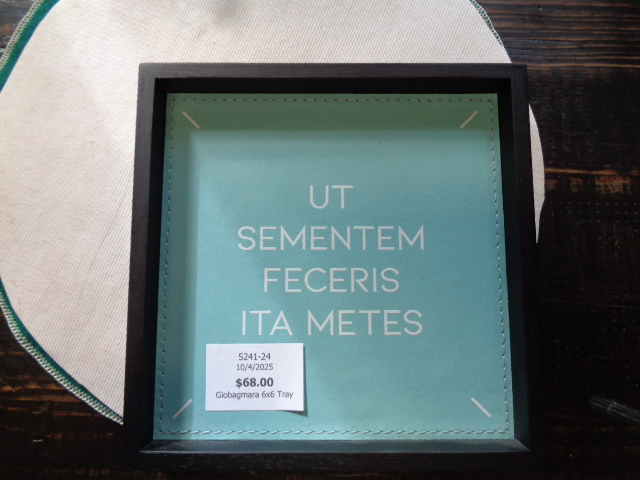 UT
SEMENTEM
FECERIS
ITA METES
5241-24
10/4/2025
$68.00
Giobagmara 6x6 Tray